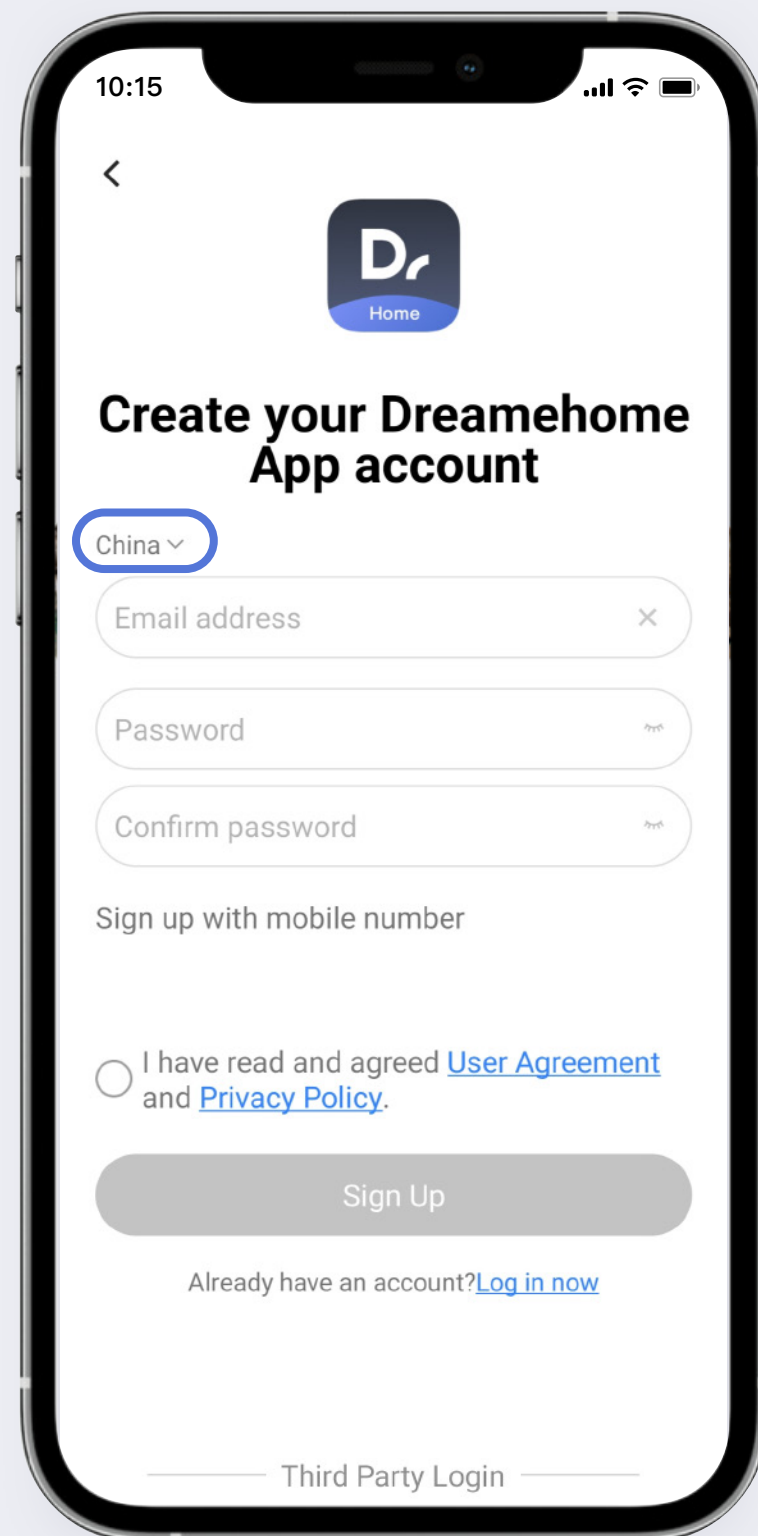 10:15
Dr
Home
Create your Dreamehome
App account
China
Email address
Password
Confirm password
Sign up with mobile number
I have read and agreed User Agreement
and Privacy Policy.
Sign Up
Already have an account?Log in now
Third Party Login